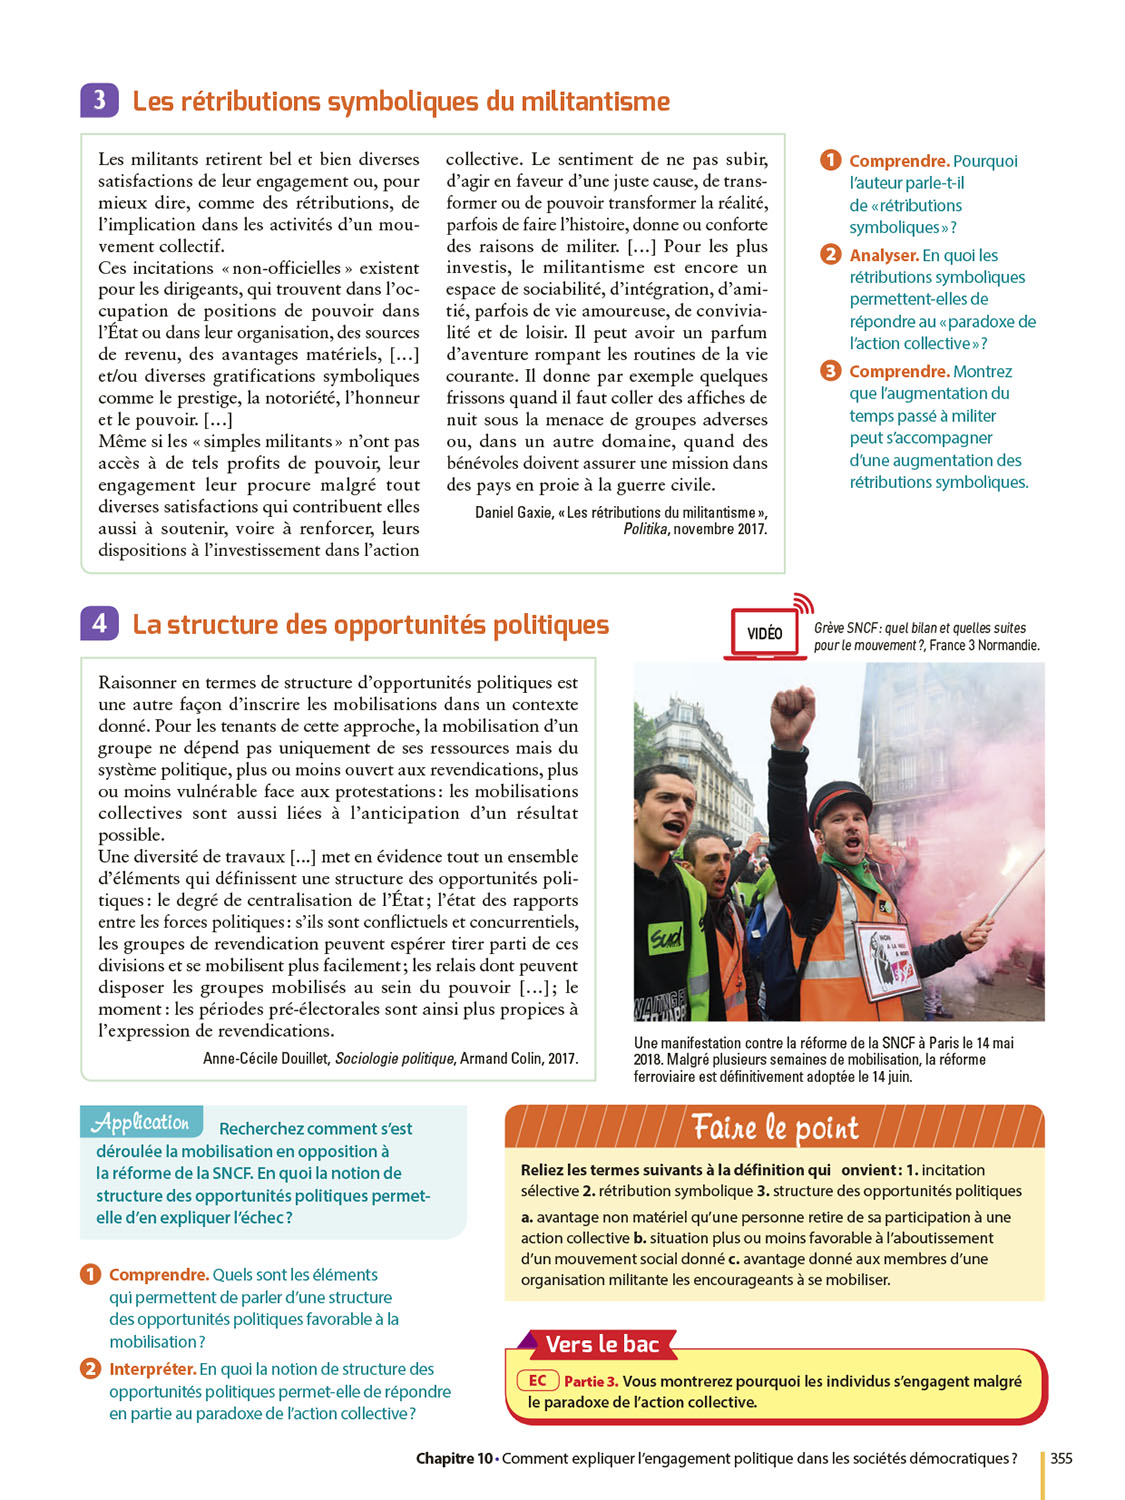 3 Les rétributions symboliques du militantisme
Les militants retirent bel et bien diverses
satisfactions de leur engagement ou, pour
mieux dire, comme des rétributions, de
l'implication dans les activités d'un mou-
vement collectif.
Ces incitations « non-officielles » existent
pour les dirigeants, qui trouvent dans l'oc-
cupation de positions de pouvoir dans
l'État ou dans leur organisation, des sources
de revenu, des avantages matériels, […]
et/ou diverses gratifications symboliques
comme le prestige, la notoriété, l'honneur
et le pouvoir. […]
Même si les « simples militants » n'ont pas
accès à de tels profits de pouvoir, leur
engagement leur procure malgré tout
diverses satisfactions qui contribuent elles
aussi à soutenir, voire à renforcer, leurs
dispositions à l'investissement dans l'action
collective. Le sentiment de ne pas subir,
d'agir en faveur d'une juste cause, de trans-
former ou de pouvoir transformer la réalité,
parfois de faire l'histoire, donne ou conforte
des raisons de militer. […] Pour les plus
investis, le militantisme est encore un
espace de sociabilité, d'intégration, d'ami-
tié, parfois de vie amoureuse, de convivia-
lité et de loisir. Il peut avoir un parfum
d'aventure rompant les routines de la vie
courante. Il donne par exemple quelques
frissons quand il faut coller des affiches de
nuit sous la menace de groupes adverses
ou, dans un autre domaine, quand des
bénévoles doivent assurer une mission dans
des pays en proie à la guerre civile.
Daniel Gaxie, « Les rétributions du militantisme »,
Politika, novembre 2017.
1 Comprendre. Pourquoi
l'auteur parle-t-il
de « rétributions
symboliques » ?
2 Analyser. En quoi les
rétributions symboliques
permettent-elles de
répondre au « paradoxe de
l'action collective » ?
3 Comprendre. Montrez
que l'augmentation du
temps passé à militer
peut s'accompagner
d'une augmentation des
rétributions symboliques.
4 La structure des opportunités politiques
Raisonner en termes de structure d'opportunités politiques est
une autre façon d'inscrire les mobilisations dans un contexte
donné. Pour les tenants de cette approche, la mobilisation d'un
groupe ne dépend pas uniquement de ses ressources mais du
système politique, plus ou moins ouvert aux revendications, plus
ou moins vulnérable face aux protestations : les mobilisations
collectives sont aussi liées à l'anticipation d'un résultat
possible.
Une diversité de travaux […] met en évidence tout un ensemble
d'éléments qui définissent une structure des opportunités poli-
tiques : le degré de centralisation de l'État ; l'état des rapports
entre les forces politiques : s'ils sont conflictuels et concurrentiels,
les groupes de revendication peuvent espérer tirer parti de ces
divisions et se mobilisent plus facilement ; les relais dont peuvent
disposer les groupes mobilisés au sein du pouvoir […] ; le
moment : les périodes pré-électorales sont ainsi plus propices à
l'expression de revendications.
Anne-Cécile Douillet, Sociologie politique, Armand Colin, 2017.
VIDÉO
Grève SNCF : quel bilan et quelles suites
pour le mouvement ?, France 3 Normandie.
Sud
NON
Une manifestation contre la réforme de la SNCF à Paris le 14 mai
2018. Malgré plusieurs semaines de mobilisation, la réforme
ferroviaire est définitivement adoptée le 14 juin.
Application Recherchez comment s'est
déroulée la mobilisation en opposition à
la réforme de la SNCF. En quoi la notion de
structure des opportunités politiques permet-
elle d'en expliquer l'échec ?
1 Comprendre. Quels sont les éléments
qui permettent de parler d'une structure
des opportunités politiques favorable à la
mobilisation ?
2 Interpréter. En quoi la notion de structure des
opportunités politiques permet-elle de répondre
en partie au paradoxe de l'action collective ?
Faire le point
Reliez les termes suivants à la définition qui onvient : 1. incitation
sélective 2. rétribution symbolique 3. structure des opportunités politiques
a. avantage non matériel qu'une personne retire de sa participation à une
action collective b. situation plus ou moins favorable à l'aboutissement
d'un mouvement social donné c. avantage donné aux membres d'une
organisation militante les encourageants à se mobiliser.
Vers le bac
EC Partie 3. Vous montrerez pourquoi les individus s'engagent malgré
le paradoxe de l'action collective.
Chapitre 10 • Comment expliquer l'engagement politique dans les sociétés démocratiques ? 355